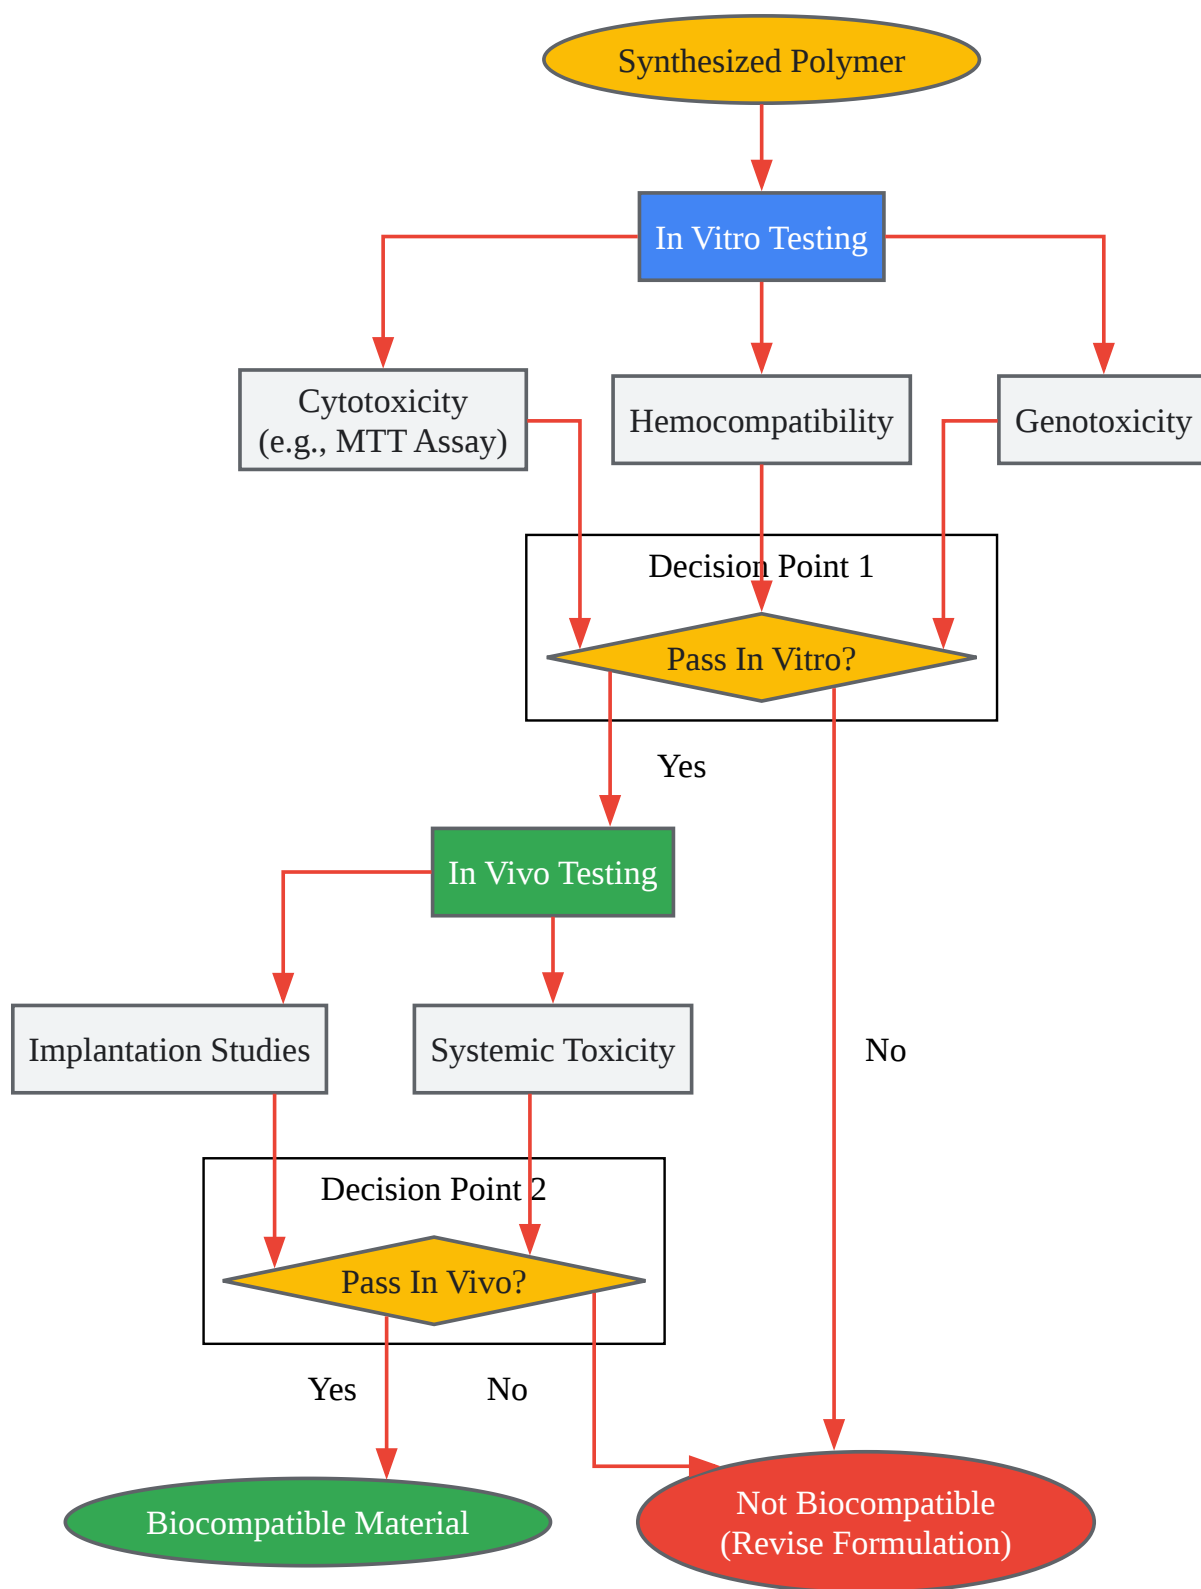 Synthesized Polymer
In Vitro Testing
Cytotoxicity
(e.g., MTT Assay)
Hemocompatibility
Genotoxicity
Decision Point 1
Pass In Vitro?
Yes
In Vivo Testing
Implantation Studies
Systemic Toxicity
No
Decision Point 2
Pass In Vivo?
Yes
No
Biocompatible Material
Not Biocompatible
(Revise Formulation)